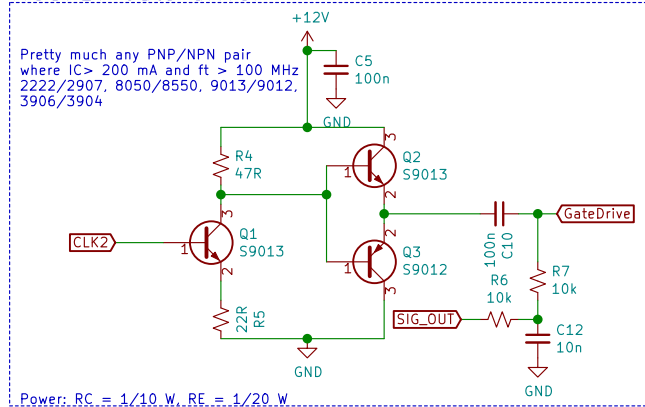 +12V
Pretty much any PNP/NPN pair
where IC> 200 mA and ft > 100 MHz
2222/2907, 8050/8550, 9013/9012,
3906/3904
C5
100n
GND
R4
47R
3
Q2
1
S9013
2
3
Q1
CLK2
1
S9013
2
2
Q3
1
S9012
3
100n
C10
GateDrive
R6
10k
R7
10k
22R
R5
SIG_OUT
C12
10n
GND
GND
Power: RC = 1/10 W, RE = 1/20 W